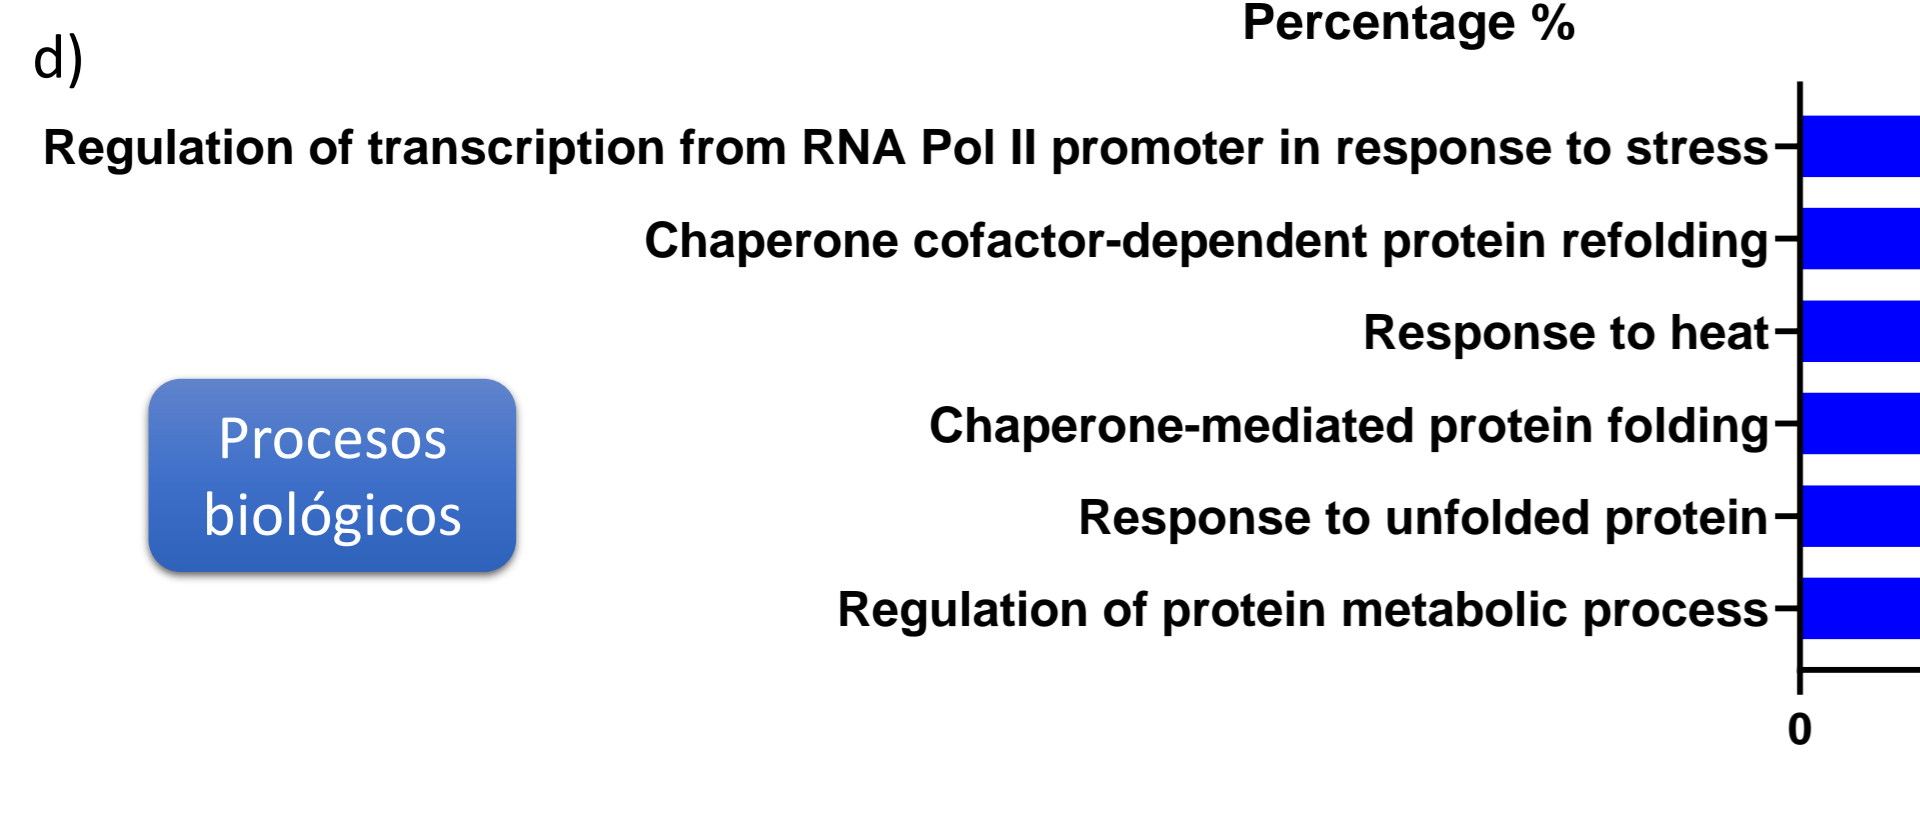 Percentage %
d)
Regulation of transcription from RNA Pol II promoter in response to stress
Chaperone cofactor-dependent protein refolding
Response to heat
Chaperone-mediated protein folding
Response to unfolded protein
Regulation of protein metabolic process
Procesos
biológicos
0